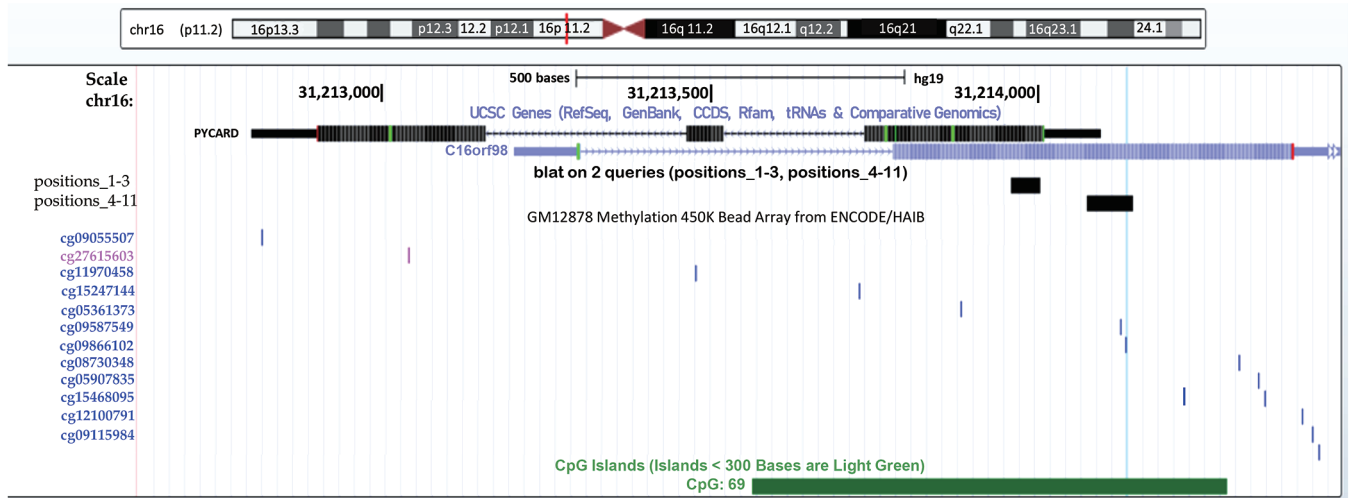 chr16 (p11.2) 16p13.3 p12.3 12.2 p12.1 16p 11.2 16q 11.2 16q12.1 q12.2 16q21 q22.1 16q23.1 24.1
Scale 500 bases hg19
chr16: 31,213,000 31,213,500 31,214,000
UCSC Genes (RefSeq, GenBank, CCDS, Rfam, tRNAs & Comparative Genomics)
PYCARD
C16orf98
blat on 2 queries (positions_1-3, positions_4-11)
positions_1-3
positions_4-11
GM12878 Methylation 450K Bead Array from ENCODE/HAIB
cg09055507
cg27615603
cg11970458
cg15247144
cg05361373
cg09587549
cg09866102
cg08730348
cg05907835
cg15468095
cg12100791
cg09115984
CpG Islands (Islands < 300 Bases are Light Green)
CpG: 69